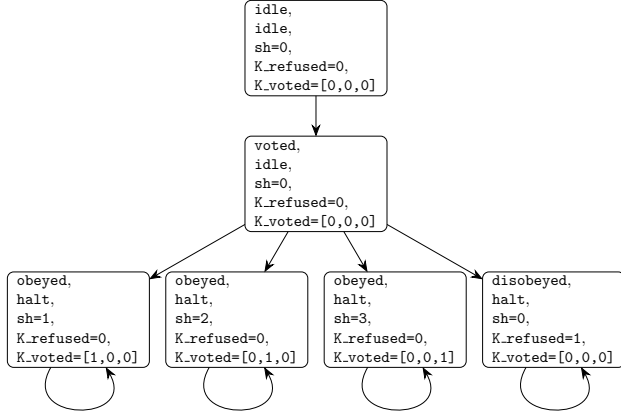 idle,
idle,
sh=0,
K_refused=0,
K_voted=[0,0,0]
voted,
idle,
sh=0,
K_refused=0,
K_voted=[0,0,0]
obeyed,
halt,
sh=1,
K_refused=0,
K_voted=[1,0,0]
obeyed,
halt,
sh=2,
K_refused=0,
K_voted=[0,1,0]
obeyed,
halt,
sh=3,
K_refused=0,
K_voted=[0,0,1]
disobeyed,
halt,
sh=0,
K_refused=1,
K_voted=[0,0,0]